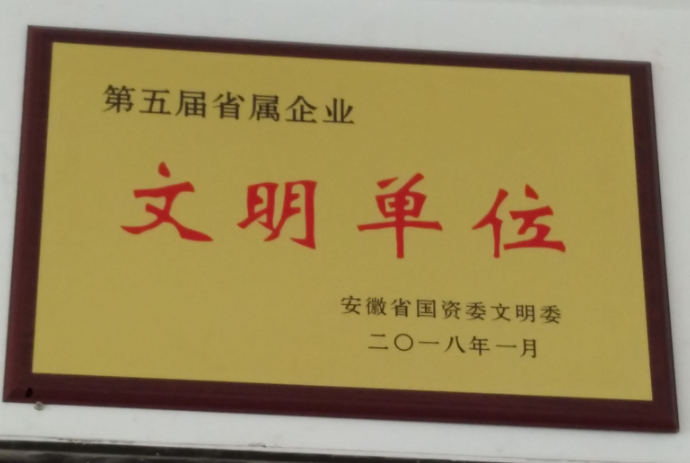 第五届省属企业
文明单位
安徽省国资委文明委
二〇一八年一月